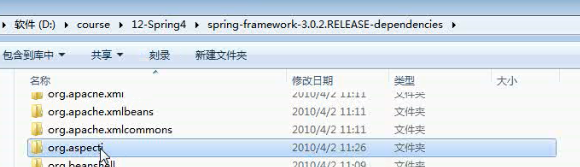 软件 (D:) ▸ course ▸ 12-Spring4 ▸ spring-framework-3.0.2.RELEASE-dependencies ▸
包含到库中 共享 刻录 新建文件夹
名称 修改日期 类型 大小
org.apache.xml 2010/4/2 11:11 文件夹
org.apache.xmlbeans 2010/4/2 11:11 文件夹
org.apache.xmlcommons 2010/4/2 11:11 文件夹
org.aspectj 2010/4/2 11:26 文件夹
org.beanshell 2010/4/2 11:09 文件夹